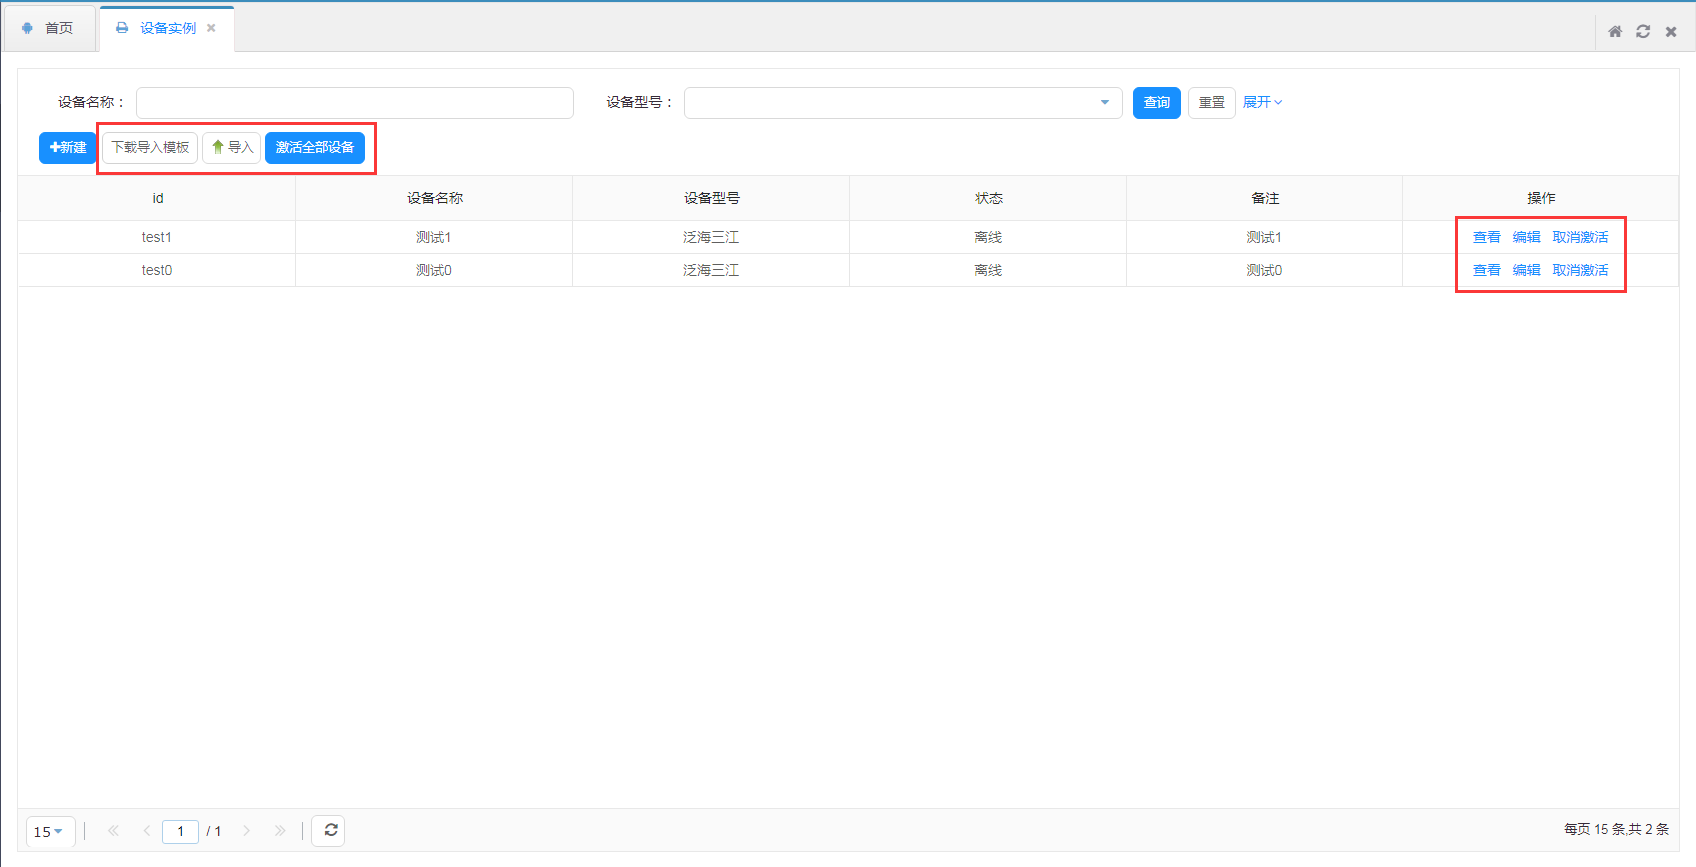 首页 设备实例
设备名称： 设备型号： 查询 重置 展开
新建 下载导入模板 导入 激活全部设备
id 设备名称 设备型号 状态 备注 操作
test1 测试1 泛海三江 离线 测试1 查看 编辑 取消激活
test0 测试0 泛海三江 离线 测试0 查看 编辑 取消激活
15 1 / 1 每页 15 条,共 2 条